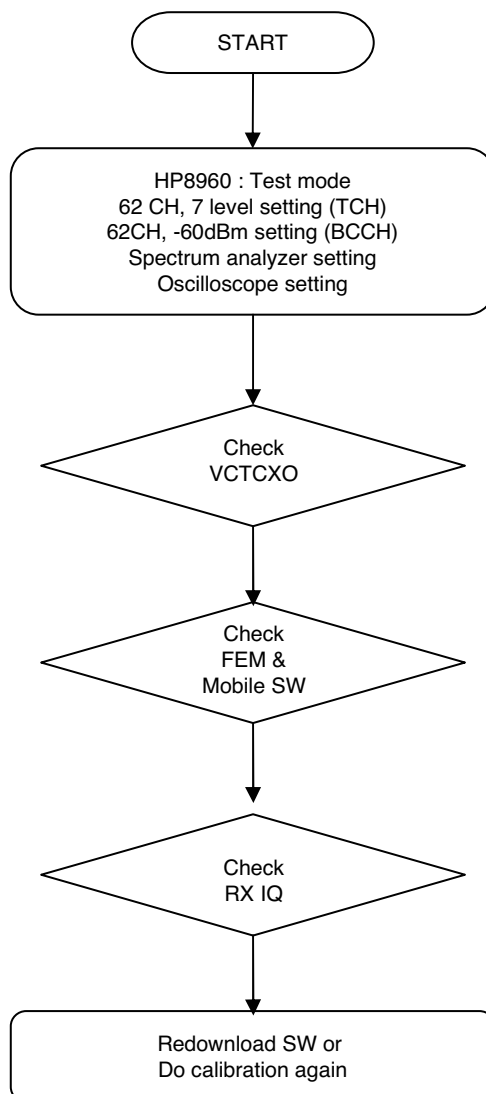 START
HP8960 : Test mode
62 CH, 7 level setting (TCH)
62CH, -60dBm setting (BCCH)
Spectrum analyzer setting
Oscilloscope setting
Check
VCTCXO
Check
FEM &
Mobile SW
Check
RX IQ
Redownload SW or
Do calibration again